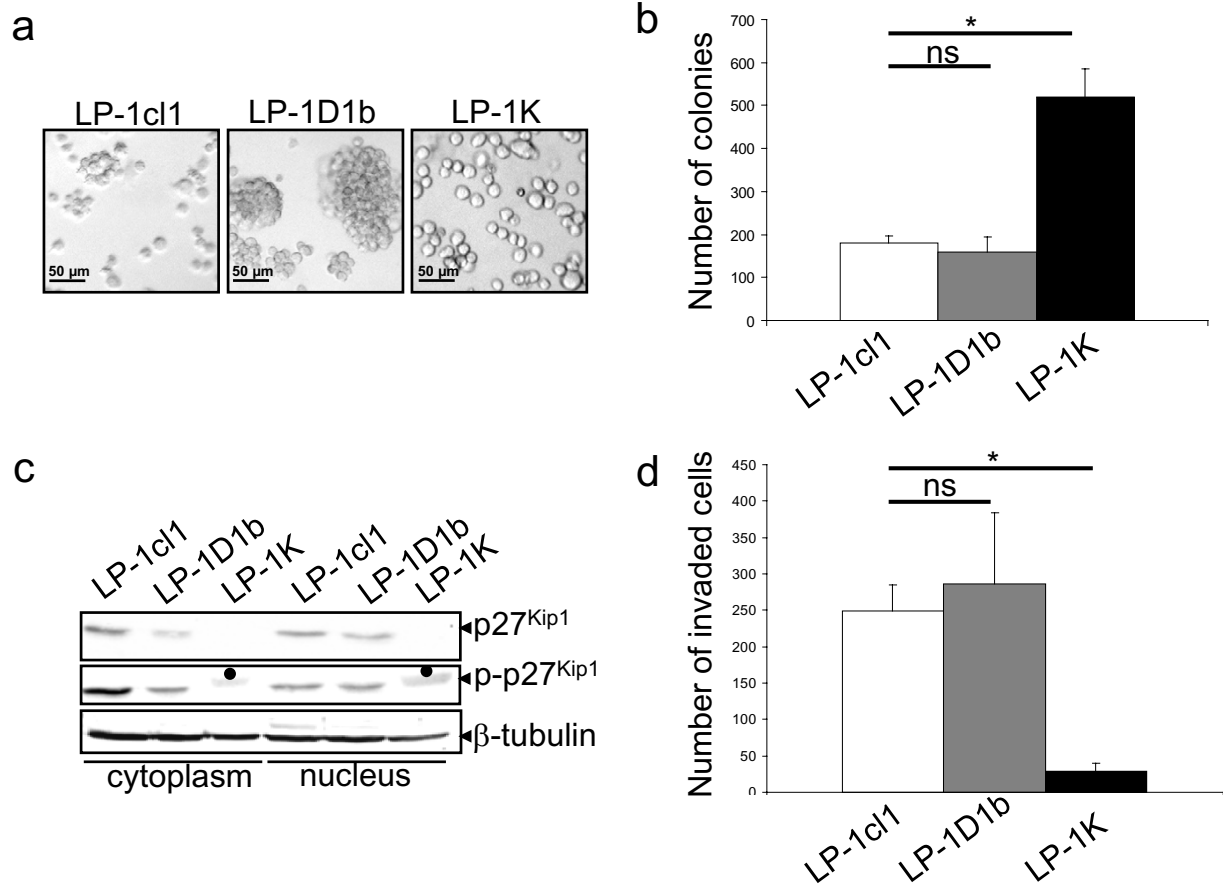 a
LP-1cl1 LP-1D1b LP-1K
50 µm 50 µm 50 µm
b
Number of colonies
700
600
500
400
300
200
100
0
*
ns
LP-1cl1 LP-1D1b LP-1K
c
LP-1cl1 LP-1D1b LP-1K LP-1cl1 LP-1D1b LP-1K
p27Kip1
p-p27Kip1
β-tubulin
cytoplasm nucleus
d
Number of invaded cells
450
400
350
300
250
200
150
100
50
0
*
ns
LP-1cl1 LP-1D1b LP-1K